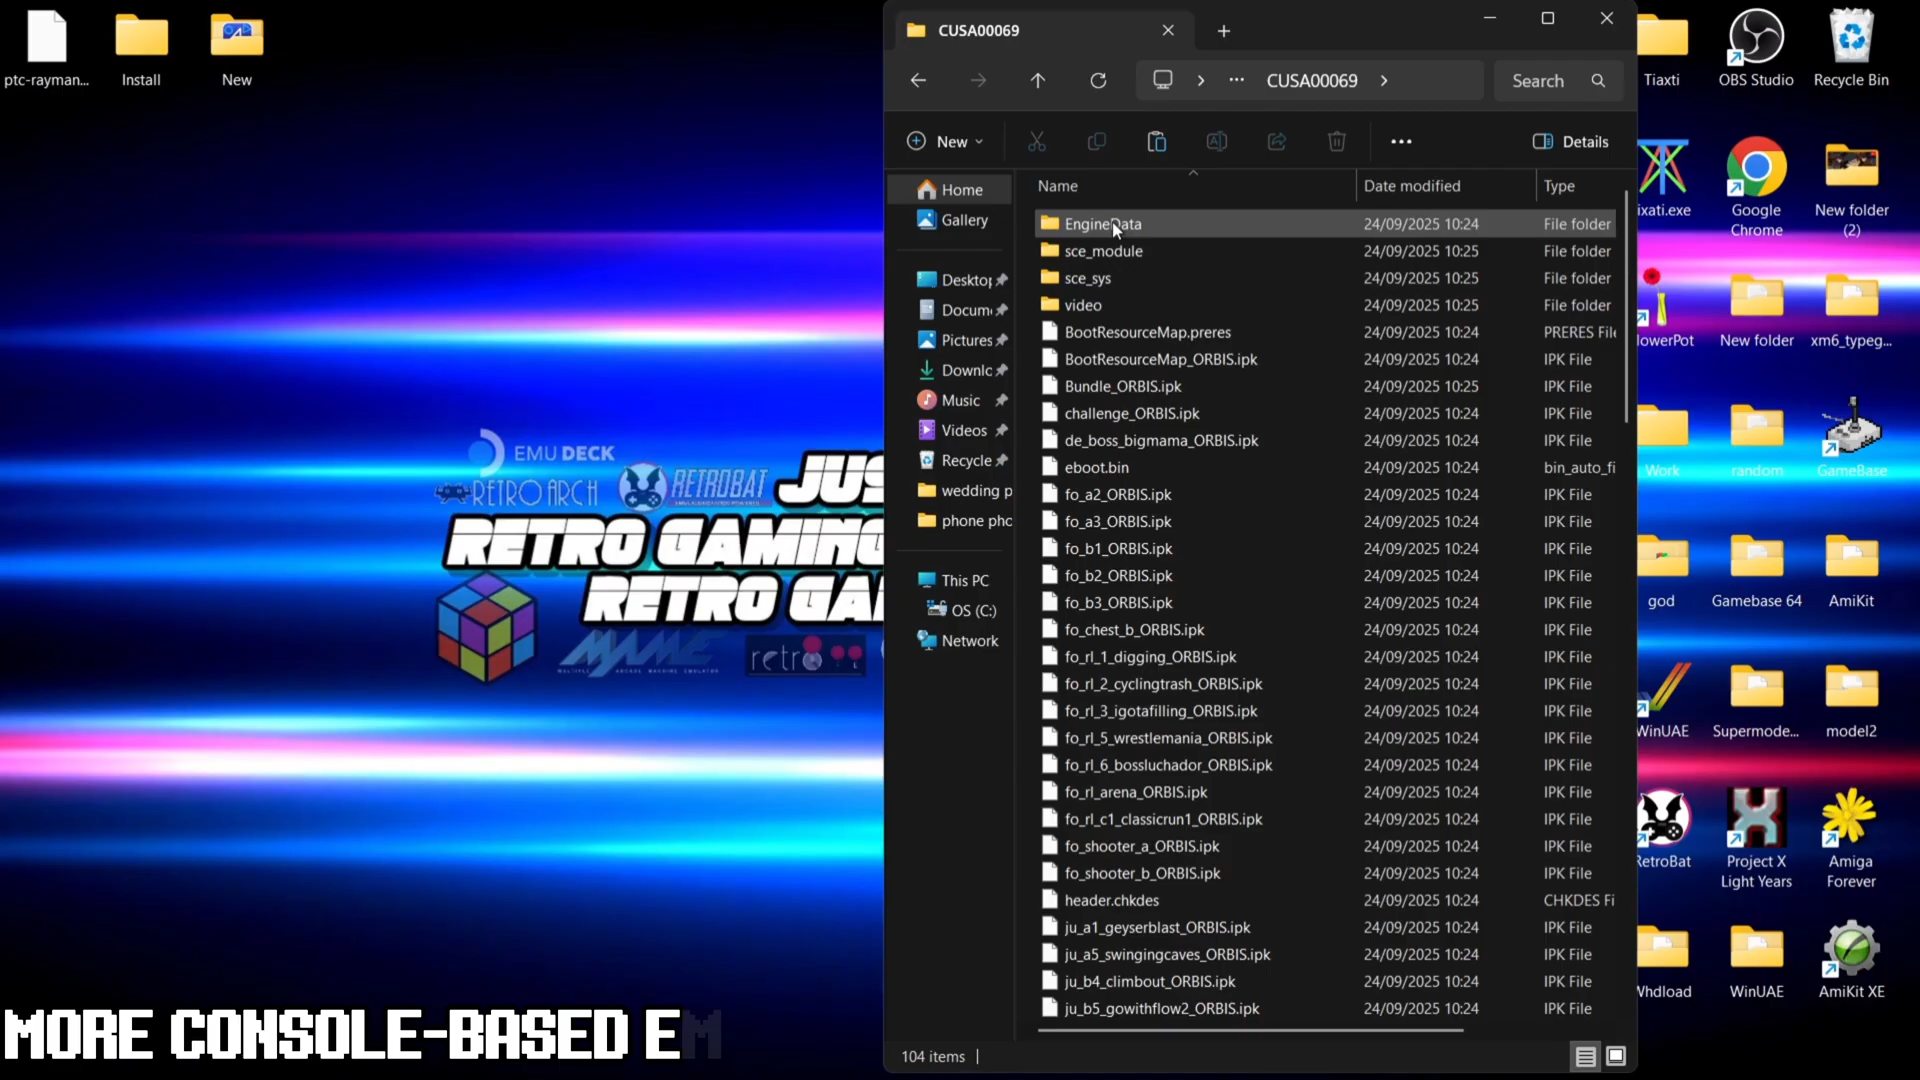 ptc-rayman...
Install
New
EMU DECK
RETRO ARCH
RETROBAT
JUS
RETRO GAMING
RETRO GA
MAME
retro
MORE CONSOLE-BASED EM
CUSA00069
CUSA00069
Search
New
Details
Home
Gallery
Desktop
Docum
Pictures
Downlo
Music
Videos
Recycle
wedding p
phone pho
This PC
OS (C:)
Network
Name Date modified Type
EngineData 24/09/2025 10:24 File folder
sce_module 24/09/2025 10:25 File folder
sce_sys 24/09/2025 10:25 File folder
video 24/09/2025 10:25 File folder
BootResourceMap.preres 24/09/2025 10:24 PRERES File
BootResourceMap_ORBIS.ipk 24/09/2025 10:24 IPK File
Bundle_ORBIS.ipk 24/09/2025 10:25 IPK File
challenge_ORBIS.ipk 24/09/2025 10:24 IPK File
de_boss_bigmama_ORBIS.ipk 24/09/2025 10:24 IPK File
eboot.bin 24/09/2025 10:24 bin_auto_fi
fo_a2_ORBIS.ipk 24/09/2025 10:24 IPK File
fo_a3_ORBIS.ipk 24/09/2025 10:24 IPK File
fo_b1_ORBIS.ipk 24/09/2025 10:24 IPK File
fo_b2_ORBIS.ipk 24/09/2025 10:24 IPK File
fo_b3_ORBIS.ipk 24/09/2025 10:24 IPK File
fo_chest_b_ORBIS.ipk 24/09/2025 10:24 IPK File
fo_rl_1_digging_ORBIS.ipk 24/09/2025 10:24 IPK File
fo_rl_2_cyclingtrash_ORBIS.ipk 24/09/2025 10:24 IPK File
fo_rl_3_igotafilling_ORBIS.ipk 24/09/2025 10:24 IPK File
fo_rl_5_wrestlemania_ORBIS.ipk 24/09/2025 10:24 IPK File
fo_rl_6_bossluchador_ORBIS.ipk 24/09/2025 10:24 IPK File
fo_rl_arena_ORBIS.ipk 24/09/2025 10:24 IPK File
fo_rl_c1_classicrun1_ORBIS.ipk 24/09/2025 10:24 IPK File
fo_shooter_a_ORBIS.ipk 24/09/2025 10:24 IPK File
fo_shooter_b_ORBIS.ipk 24/09/2025 10:24 IPK File
header.chkdes 24/09/2025 10:24 CHKDES Fi
ju_a1_geyserblast_ORBIS.ipk 24/09/2025 10:24 IPK File
ju_a5_swingingcaves_ORBIS.ipk 24/09/2025 10:24 IPK File
ju_b4_climbout_ORBIS.ipk 24/09/2025 10:24 IPK File
ju_b5_gowithflow2_ORBIS.ipk 24/09/2025 10:24 IPK File
104 items
Tiaxti
OBS Studio
Recycle Bin
ixati.exe
Google
Chrome
New folder
(2)
lowerPot
New folder
xm6_typeg...
Work
random
GameBase
god
Gamebase 64
AmiKit
WinUAE
Supermode...
model2
RetroBat
Project X
Light Years
Amiga
Forever
Whdload
WinUAE
AmiKit XE